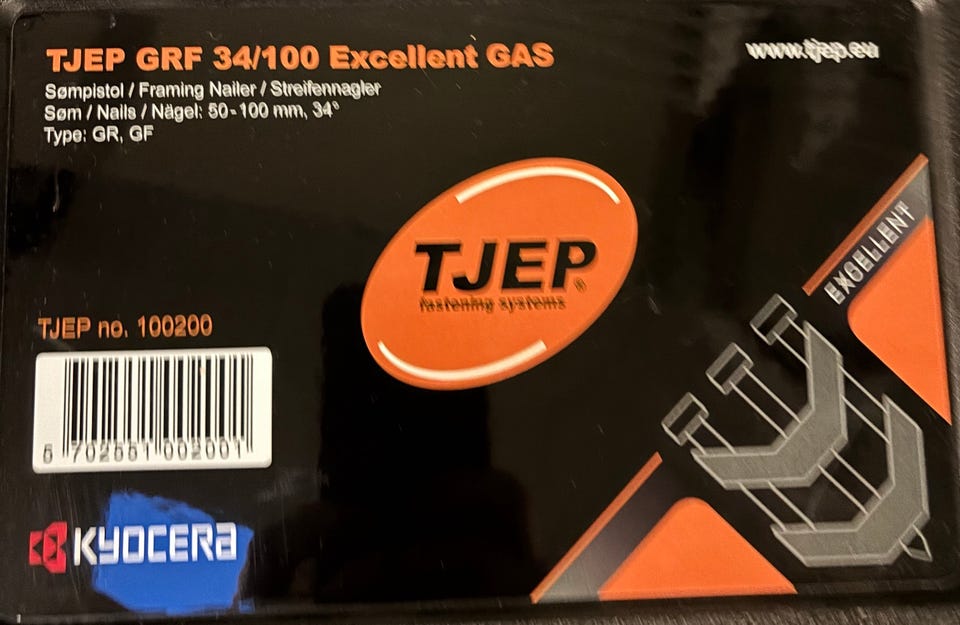 TJEP GRF 34/100 Excellent GAS
www.tjep.eu
Sømpistol / Framing Nailer / Streifennagler
Søm / Nails / Nägel: 50-100 mm, 34°
Type: GR, GF
EXCELLENT
TJEP®
fastening systems
TJEP no. 100200
5 702551 002001
KYOCERA